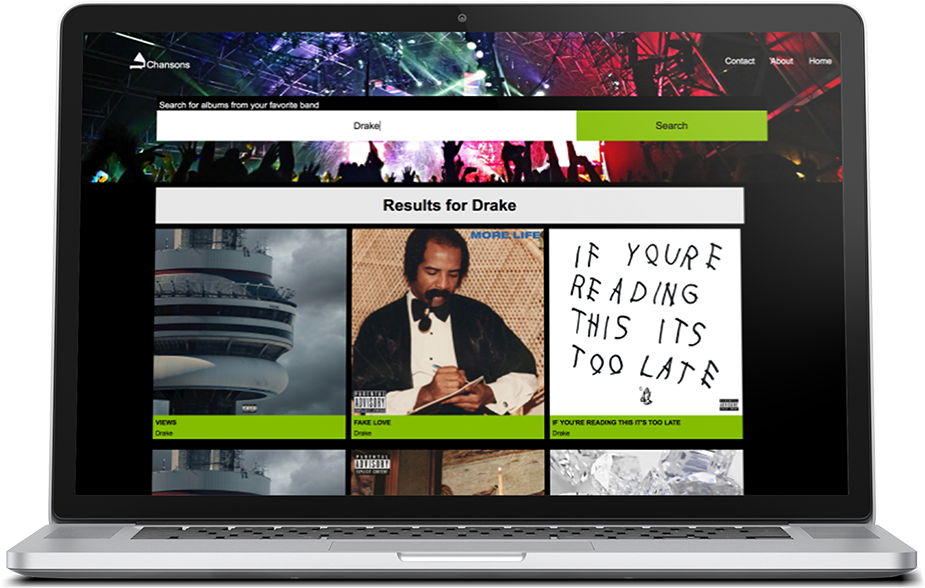 Chansons
Contact About Home
Search for albums from your favorite band
Drake
Search
Results for Drake
MORE LIFE
IF YOURE
READING
THIS ITS
TOO LATE
PARENTAL
ADVISORY
VIEWS
Drake
FAKE LOVE
Drake
IF YOU'RE READING THIS IT'S TOO LATE
Drake
PARENTAL
ADVISORY
EXPLICIT CONTENT